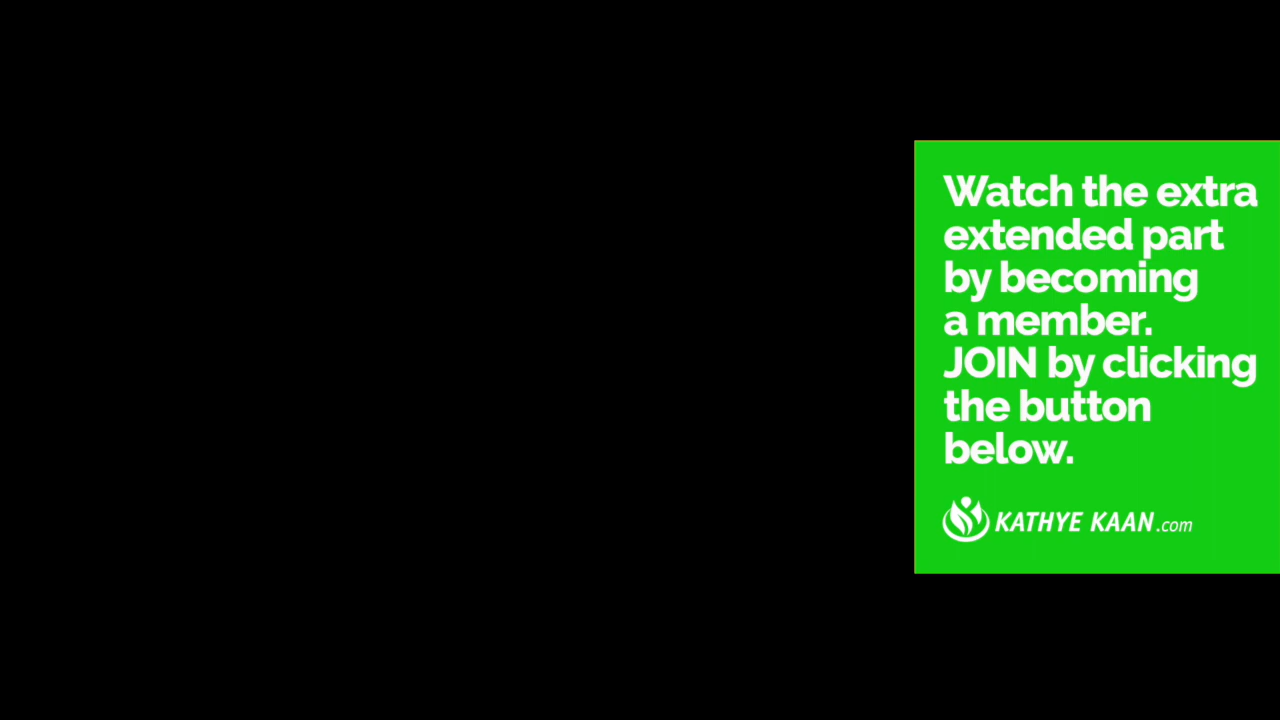 Watch the extra
extended part
by becoming
a member.
JOIN by clicking
the button
below.
KATHYE KAAN.com